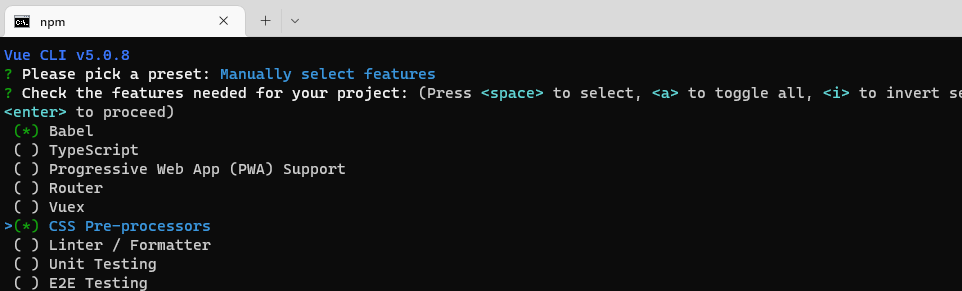 npm
Vue CLI v5.0.8
? Please pick a preset: Manually select features
? Check the features needed for your project: (Press <space> to select, <a> to toggle all, <i> to invert se
<enter> to proceed)
(*) Babel
( ) TypeScript
( ) Progressive Web App (PWA) Support
( ) Router
( ) Vuex
>(*) CSS Pre-processors
( ) Linter / Formatter
( ) Unit Testing
( ) E2E Testing